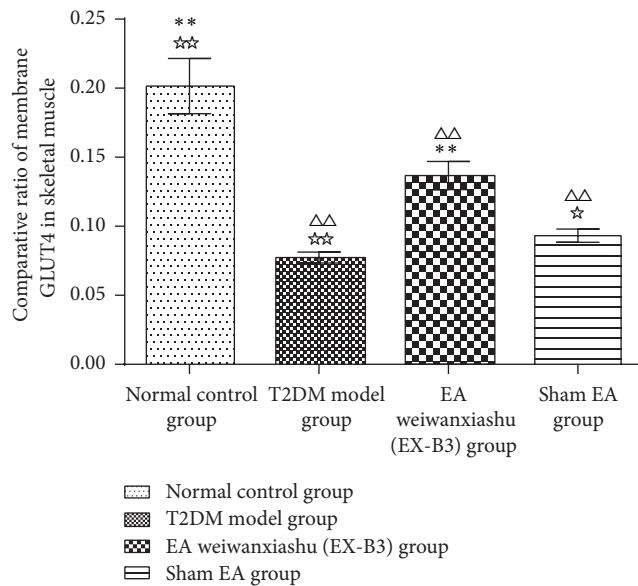 Comparative ratio of membrane
GLUT4 in skeletal muscle
0.25
0.20
0.15
0.10
0.05
0.00
**
☆☆
△△
☆☆
△△
**
△△
☆
Normal control
group
T2DM model
group
EA
weiwanxiashu
(EX-B3) group
Sham EA
group
Normal control group
T2DM model group
EA weiwanxiashu (EX-B3) group
Sham EA group